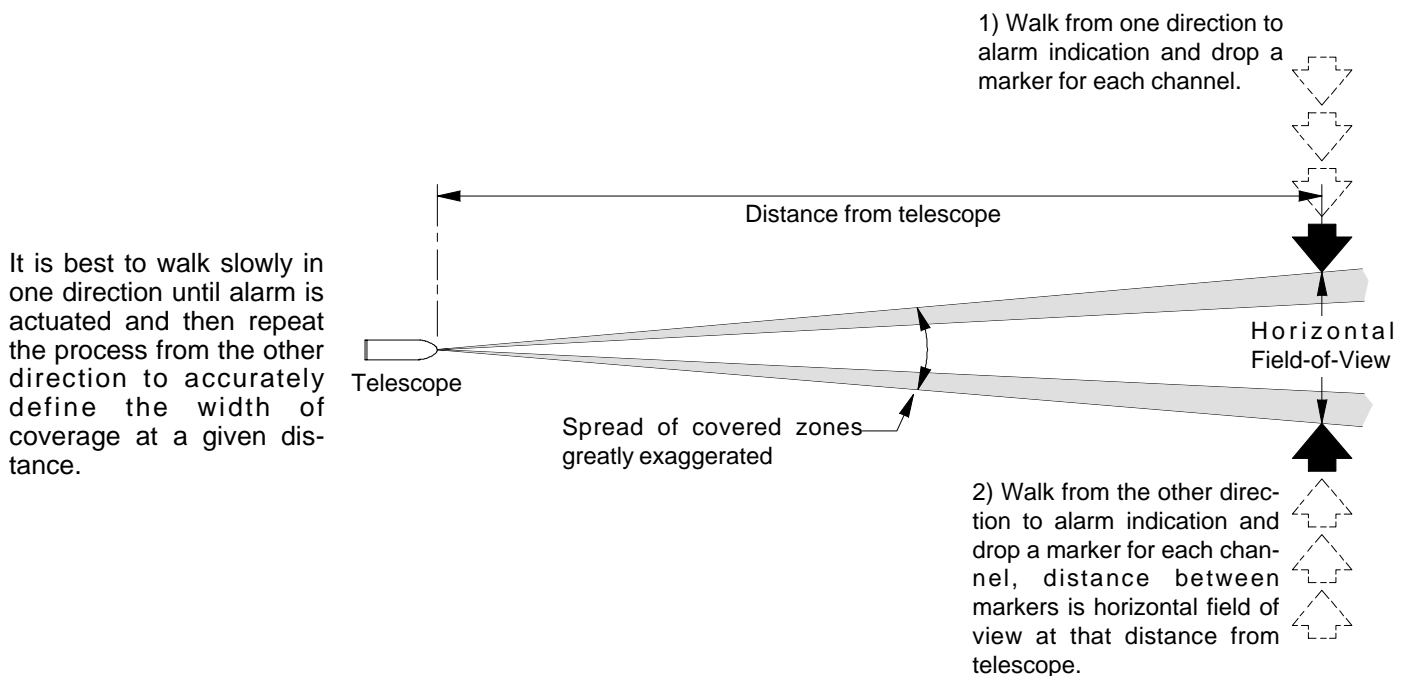 1) Walk from one direction to
alarm indication and drop a
marker for each channel.
Distance from telescope
It is best to walk slowly in
one direction until alarm is
actuated and then repeat
the process from the other
direction to accurately
define the width of
coverage at a given dis-
tance.
Telescope
Horizontal
Field-of-View
Spread of covered zones
greatly exaggerated
2) Walk from the other direc-
tion to alarm indication and
drop a marker for each chan-
nel, distance between
markers is horizontal field of
view at that distance from
telescope.